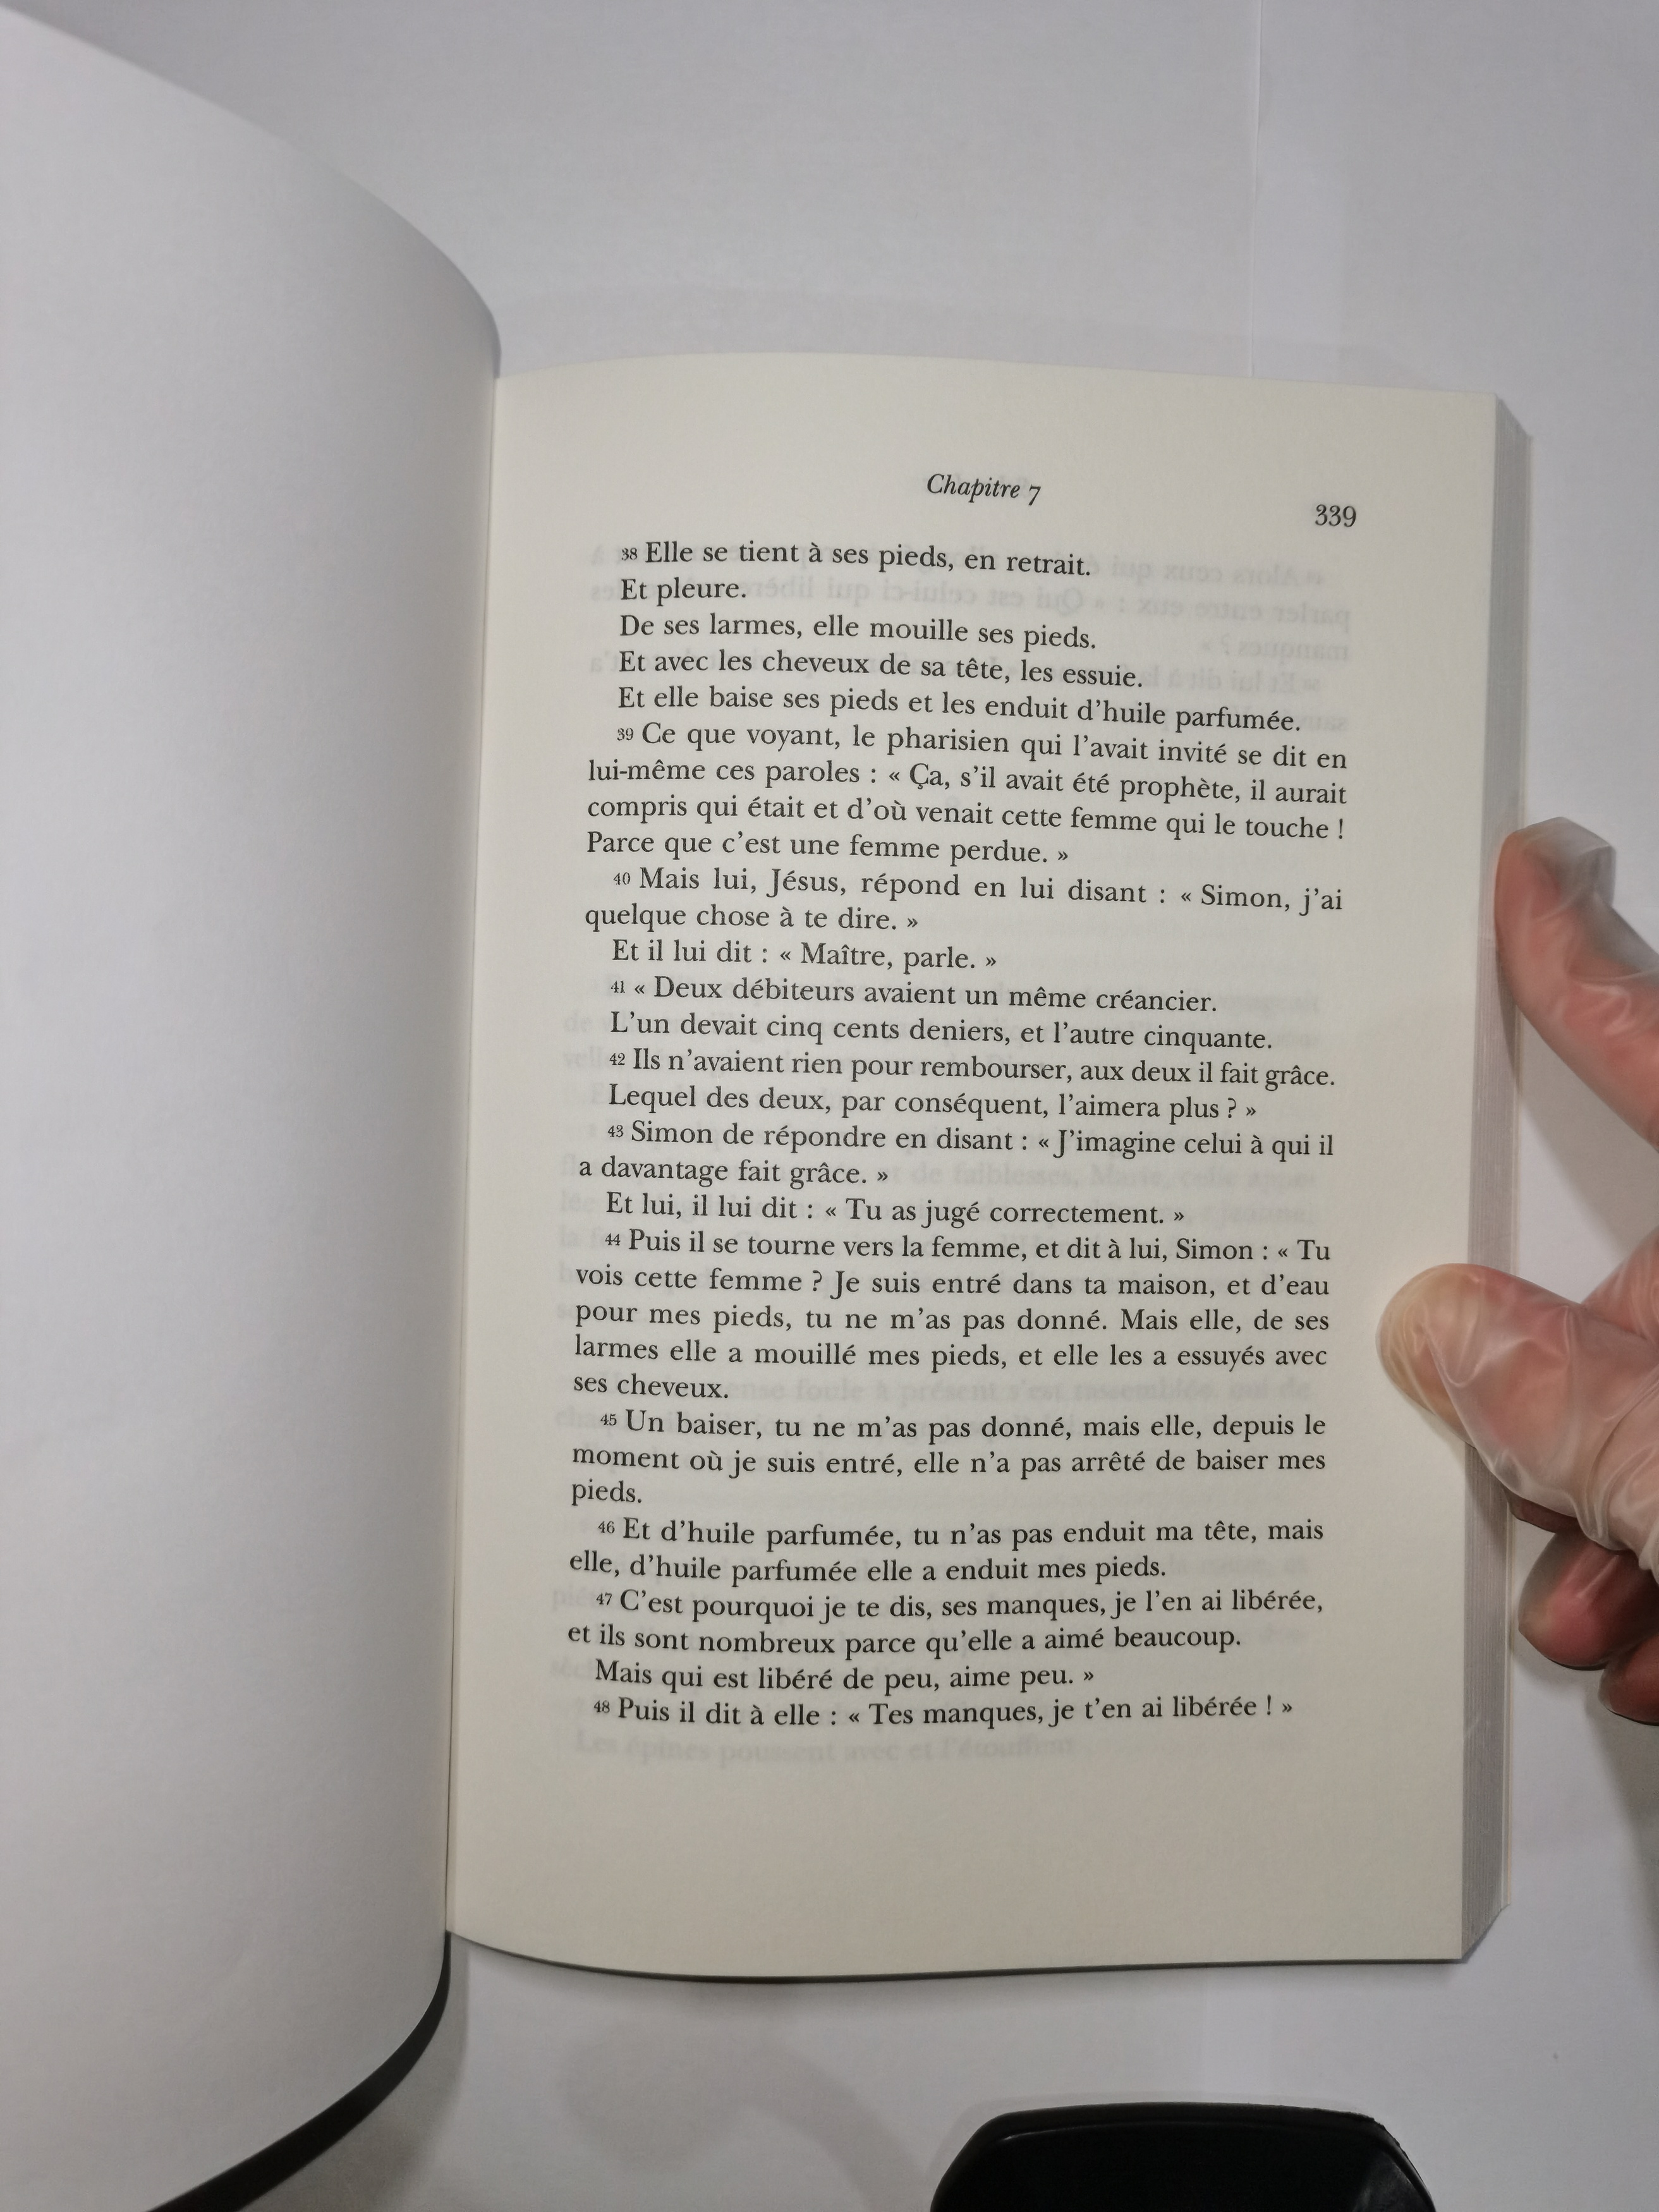 Chapitre 7
339
38 Elle se tient à ses pieds, en retrait.
Et pleure.
De ses larmes, elle mouille ses pieds.
Et avec les cheveux de sa tête, les essuie.
Et elle baise ses pieds et les enduit d'huile parfumée.
39 Ce que voyant, le pharisien qui l'avait invité se dit en
lui-même ces paroles : « Ça, s'il avait été prophète, il aurait
compris qui était et d'où venait cette femme qui le touche !
Parce que c'est une femme perdue. »
40 Mais lui, Jésus, répond en lui disant : « Simon, j'ai
quelque chose à te dire. »
Et il lui dit : « Maître, parle. »
41 « Deux débiteurs avaient un même créancier.
L'un devait cinq cents deniers, et l'autre cinquante.
42 Ils n'avaient rien pour rembourser, aux deux il fait grâce.
Lequel des deux, par conséquent, l'aimera plus ? »
43 Simon de répondre en disant : « J'imagine celui à qui il
a davantage fait grâce. »
Et lui, il lui dit : « Tu as jugé correctement. »
44 Puis il se tourne vers la femme, et dit à lui, Simon : « Tu
vois cette femme ? Je suis entré dans ta maison, et d'eau
pour mes pieds, tu ne m'as pas donné. Mais elle, de ses
larmes elle a mouillé mes pieds, et elle les a essuyés avec
ses cheveux.
45 Un baiser, tu ne m'as pas donné, mais elle, depuis le
moment où je suis entré, elle n'a pas arrêté de baiser mes
pieds.
46 Et d'huile parfumée, tu n'as pas enduit ma tête, mais
elle, d'huile parfumée elle a enduit mes pieds.
47 C'est pourquoi je te dis, ses manques, je l'en ai libérée,
et ils sont nombreux parce qu'elle a aimé beaucoup.
Mais qui est libéré de peu, aime peu. »
48 Puis il dit à elle : « Tes manques, je t'en ai libérée ! »